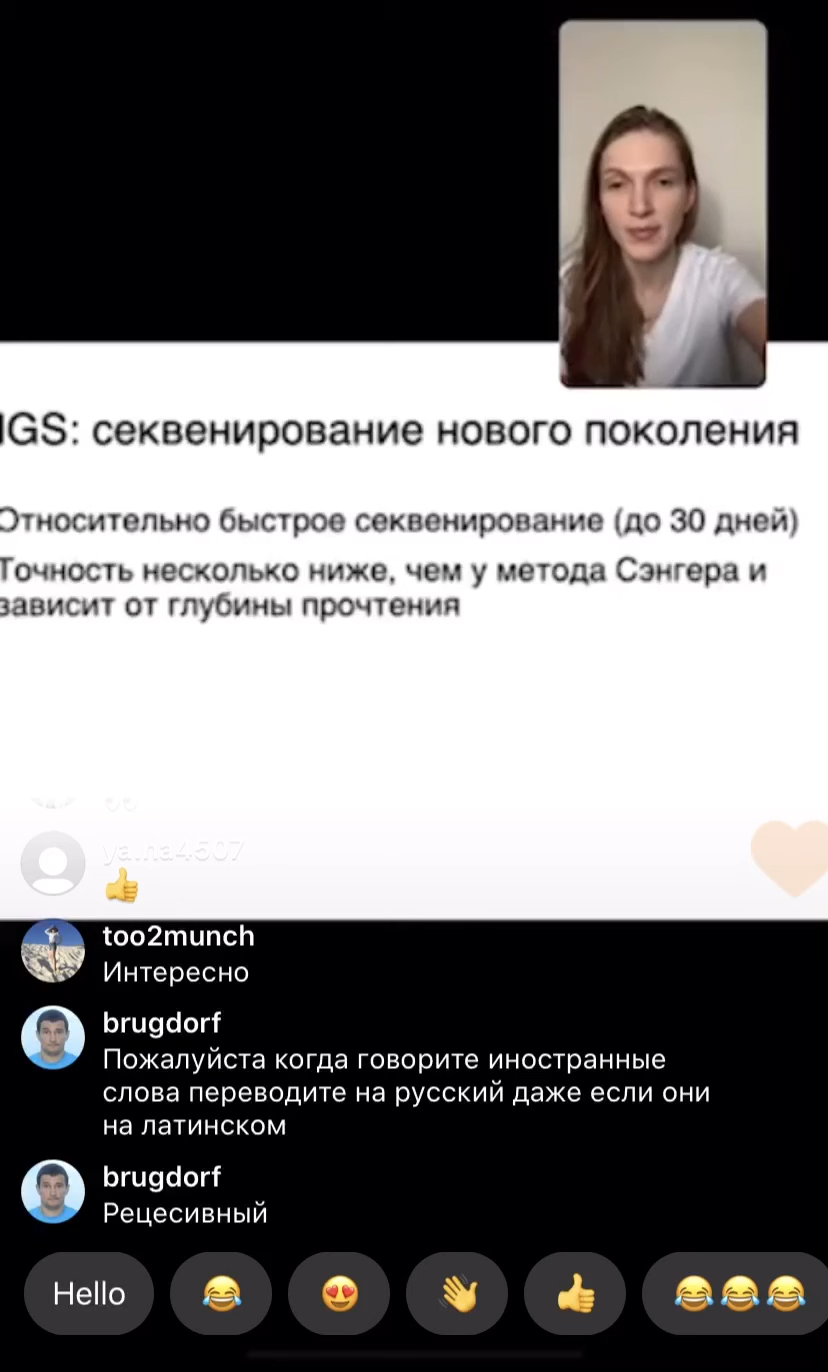 GS: секвенирование нового поколения
Относительно быстрое секвенирование (до 30 дней)
Точность несколько ниже, чем у метода Сэнгера и
зависит от глубины прочтения
ya.na4507
👍
too2munch
Интересно
brugdorf
Пожалуйста когда говорите иностранные
слова переводите на русский даже если они
на латинском
brugdorf
Рецесивный
Hello 😂 😍 👋 👍 😂😂😂